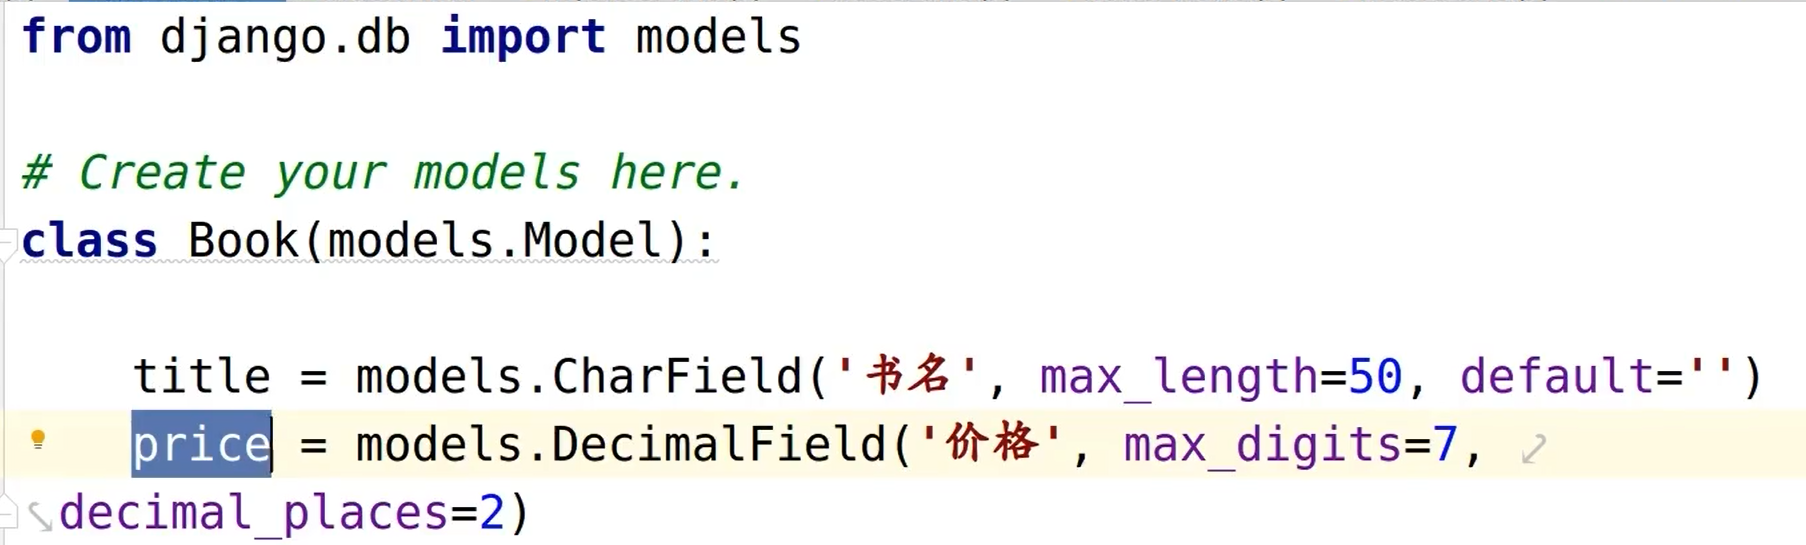 from django.db import models
# Create your models here.
class Book(models.Model):
title = models.CharField('书名', max_length=50, default='')
price = models.DecimalField('价格', max_digits=7,
decimal_places=2)